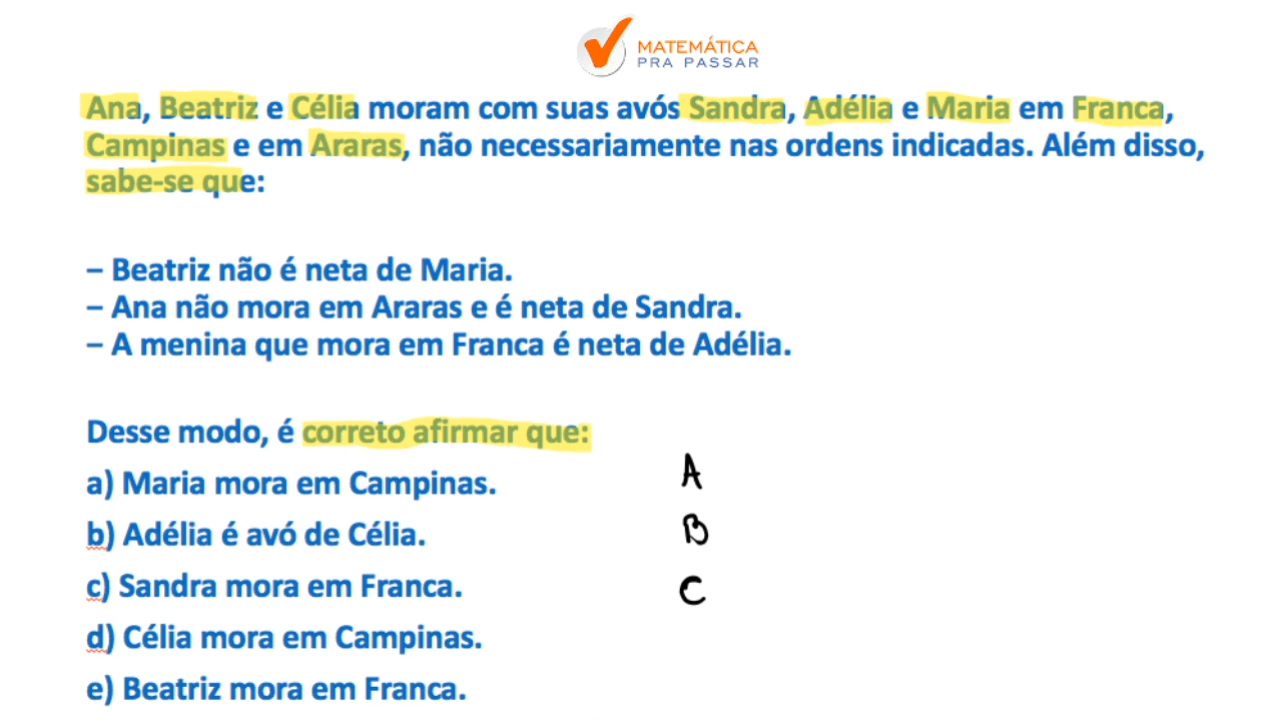 MATEMÁTICA
PRA PASSAR
Ana, Beatriz e Célia moram com suas avós Sandra, Adélia e Maria em Franca,
Campinas e em Araras, não necessariamente nas ordens indicadas. Além disso,
sabe-se que:
– Beatriz não é neta de Maria.
– Ana não mora em Araras e é neta de Sandra.
– A menina que mora em Franca é neta de Adélia.
Desse modo, é correto afirmar que:
a) Maria mora em Campinas.
A
b) Adélia é avó de Célia.
B
c) Sandra mora em Franca.
C
d) Célia mora em Campinas.
e) Beatriz mora em Franca.